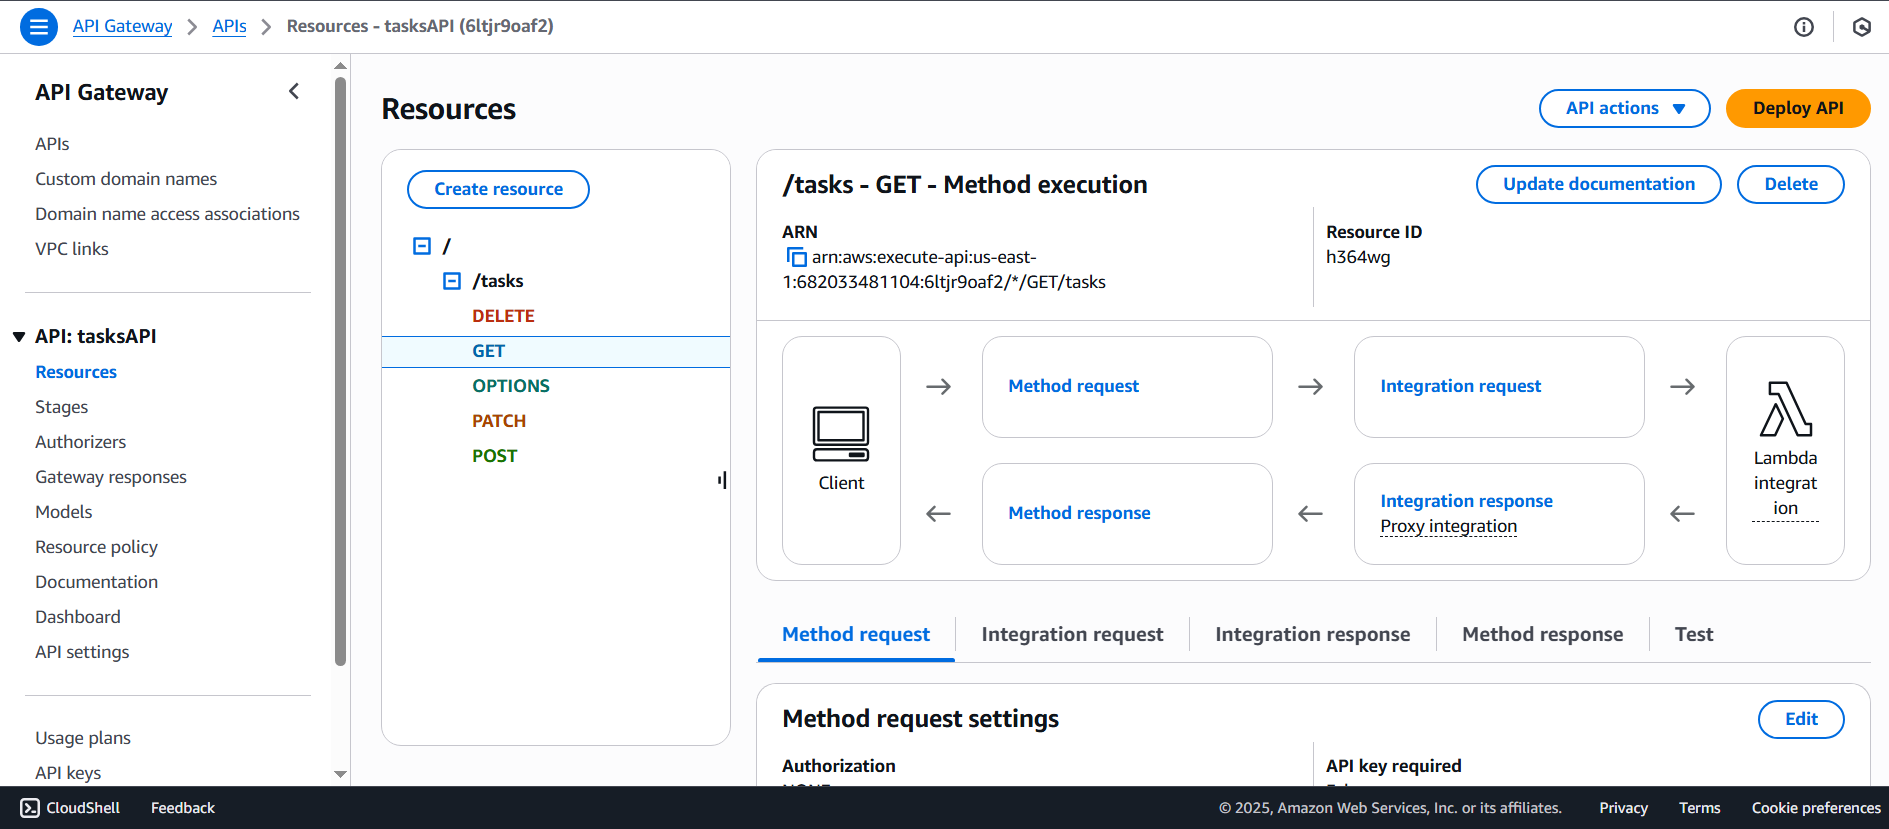 API Gateway > APIs > Resources - tasksAPI (6ltjr9oaf2)
API Gateway
APIs
Custom domain names
Domain name access associations
VPC links
API: tasksAPI
Resources
Stages
Authorizers
Gateway responses
Models
Resource policy
Documentation
Dashboard
API settings
Usage plans
API keys
Resources
API actions
Deploy API
Create resource
/
/tasks
DELETE
GET
OPTIONS
PATCH
POST
/tasks - GET - Method execution
Update documentation
Delete
ARN
arn:aws:execute-api:us-east-
1:682033481104:6ltjr9oaf2/*/GET/tasks
Resource ID
h364wg
Client
Method request
Integration request
Method response
Integration response
Proxy integration
Lambda
integrat
ion
Method request
Integration request
Integration response
Method response
Test
Method request settings
Edit
Authorization
API key required
CloudShell
Feedback
© 2025, Amazon Web Services, Inc. or its affiliates.
Privacy
Terms
Cookie preferences